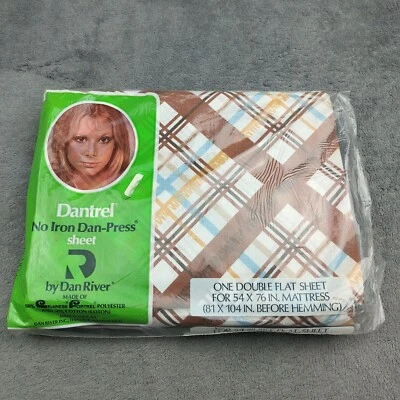 Dantrel®
No Iron Dan-Press®
sheet
R
by Dan River®
MADE OF
POLYESTER
ONE DOUBLE FLAT SHEET
FOR 54 X 76 IN. MATTRESS
(81 X 104 IN. BEFORE HEMMING)